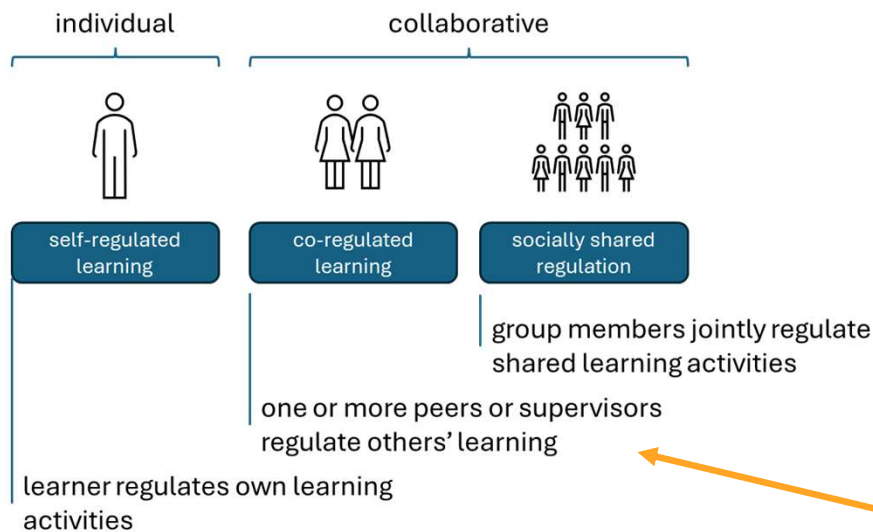 individual
collaborative
self-regulated
learning
co-regulated
learning
socially shared
regulation
group members jointly regulate
shared learning activities
one or more peers or supervisors
regulate others’ learning
learner regulates own learning
activities